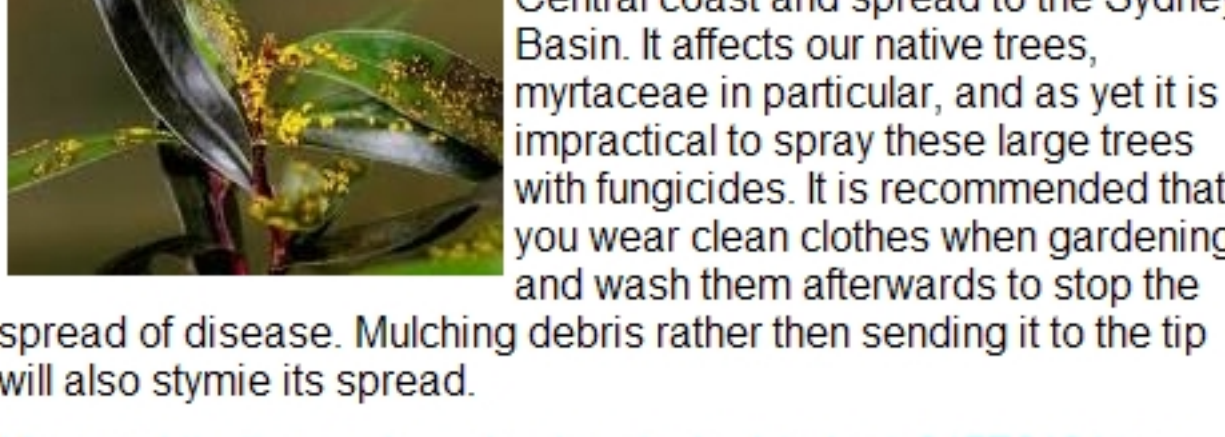 Central coast and spread to the Sydney
Basin. It affects our native trees,
myrtaceae in particular, and as yet it is
impractical to spray these large trees
with fungicides. It is recommended that
you wear clean clothes when gardening
and wash them afterwards to stop the
spread of disease. Mulching debris rather then sending it to the tip
will also stymie its spread.